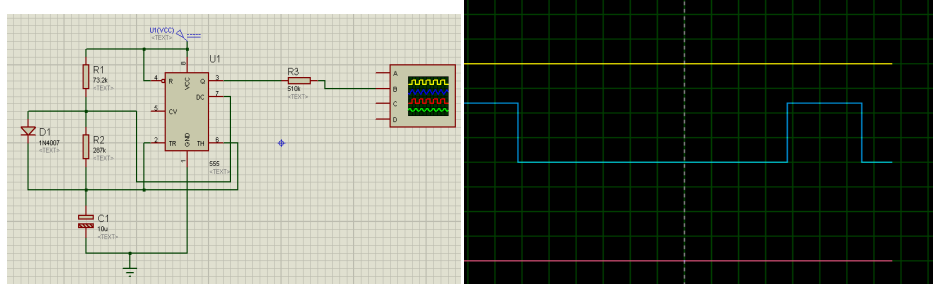 U1(VCC)
<TEXT>
U1
R1
73.2k
<TEXT>
4
R
8
VCC
Q
3
DC
7
R3
510k
<TEXT>
A
B
C
D
5
CV
D1
1N4007
<TEXT>
R2
287k
<TEXT>
2
TR
GND
1
TH
6
555
<TEXT>
C1
10u
<TEXT>